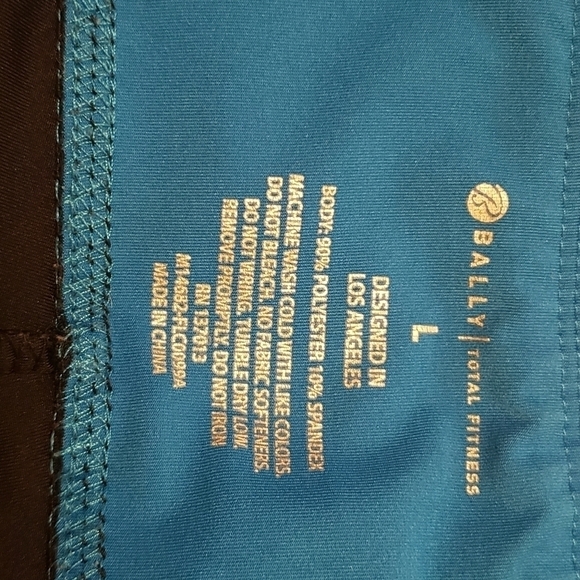 BALLY | TOTAL FITNESS
L
DESIGNED IN
LOS ANGELES
BODY: 90% POLYESTER 10% SPANDEX
MACHINE WASH COLD WITH LIKE COLORS.
DO NOT BLEACH. NO FABRIC SOFTENERS.
DO NOT WRING. TUMBLE DRY LOW.
REMOVE PROMPTLY. DO NOT IRON
RN 157033
MADE IN CHINA